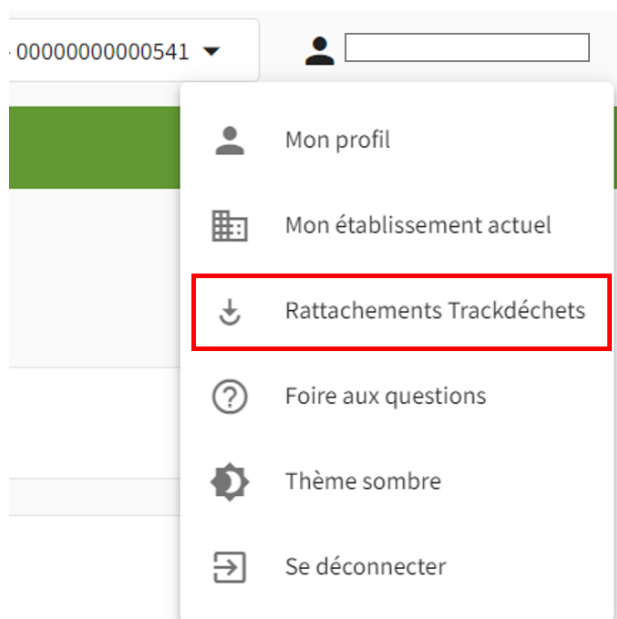 00000000000541
Mon profil
Mon établissement actuel
Rattachements Trackdéchets
Foire aux questions
Thème sombre
Se déconnecter